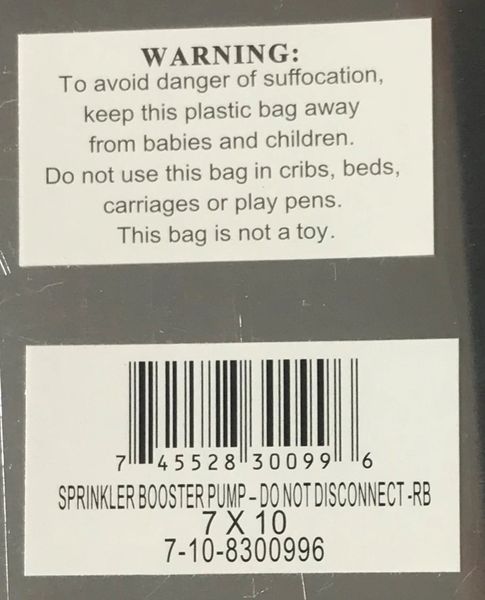 WARNING:
To avoid danger of suffocation,
keep this plastic bag away
from babies and children.
Do not use this bag in cribs, beds,
carriages or play pens.
This bag is not a toy.
7 45528 30099 6
SPRINKLER BOOSTER PUMP – DO NOT DISCONNECT -RB
7 X 10
7-10-8300996